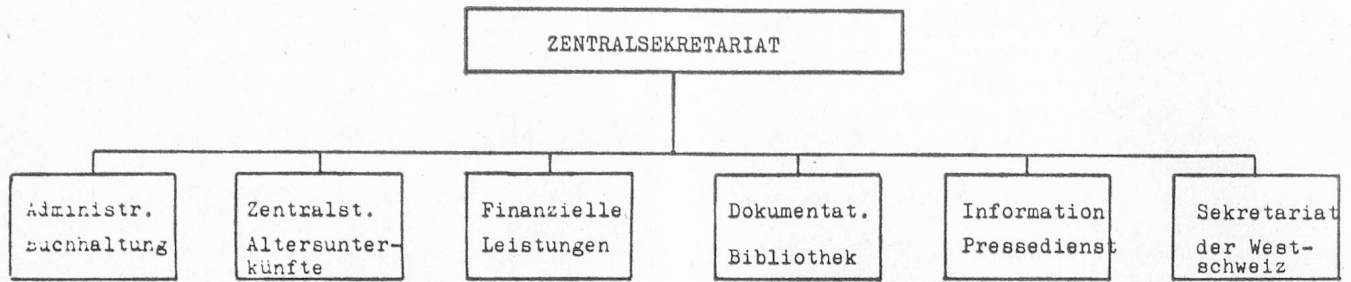 ZENTRALSEKRETARIAT
Administr.
Buchhaltung
Zentralst.
Altersunter-
künfte
Finanzielle
Leistungen
Dokumentat.
Bibliothek
Information
Pressedienst
Sekretariat
der West-
schweiz